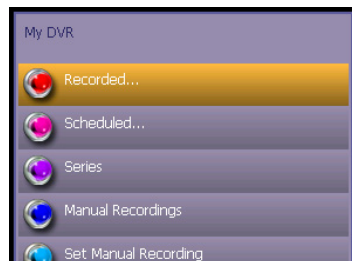 My DVR
Recorded...
Scheduled...
Series
Manual Recordings
Set Manual Recording